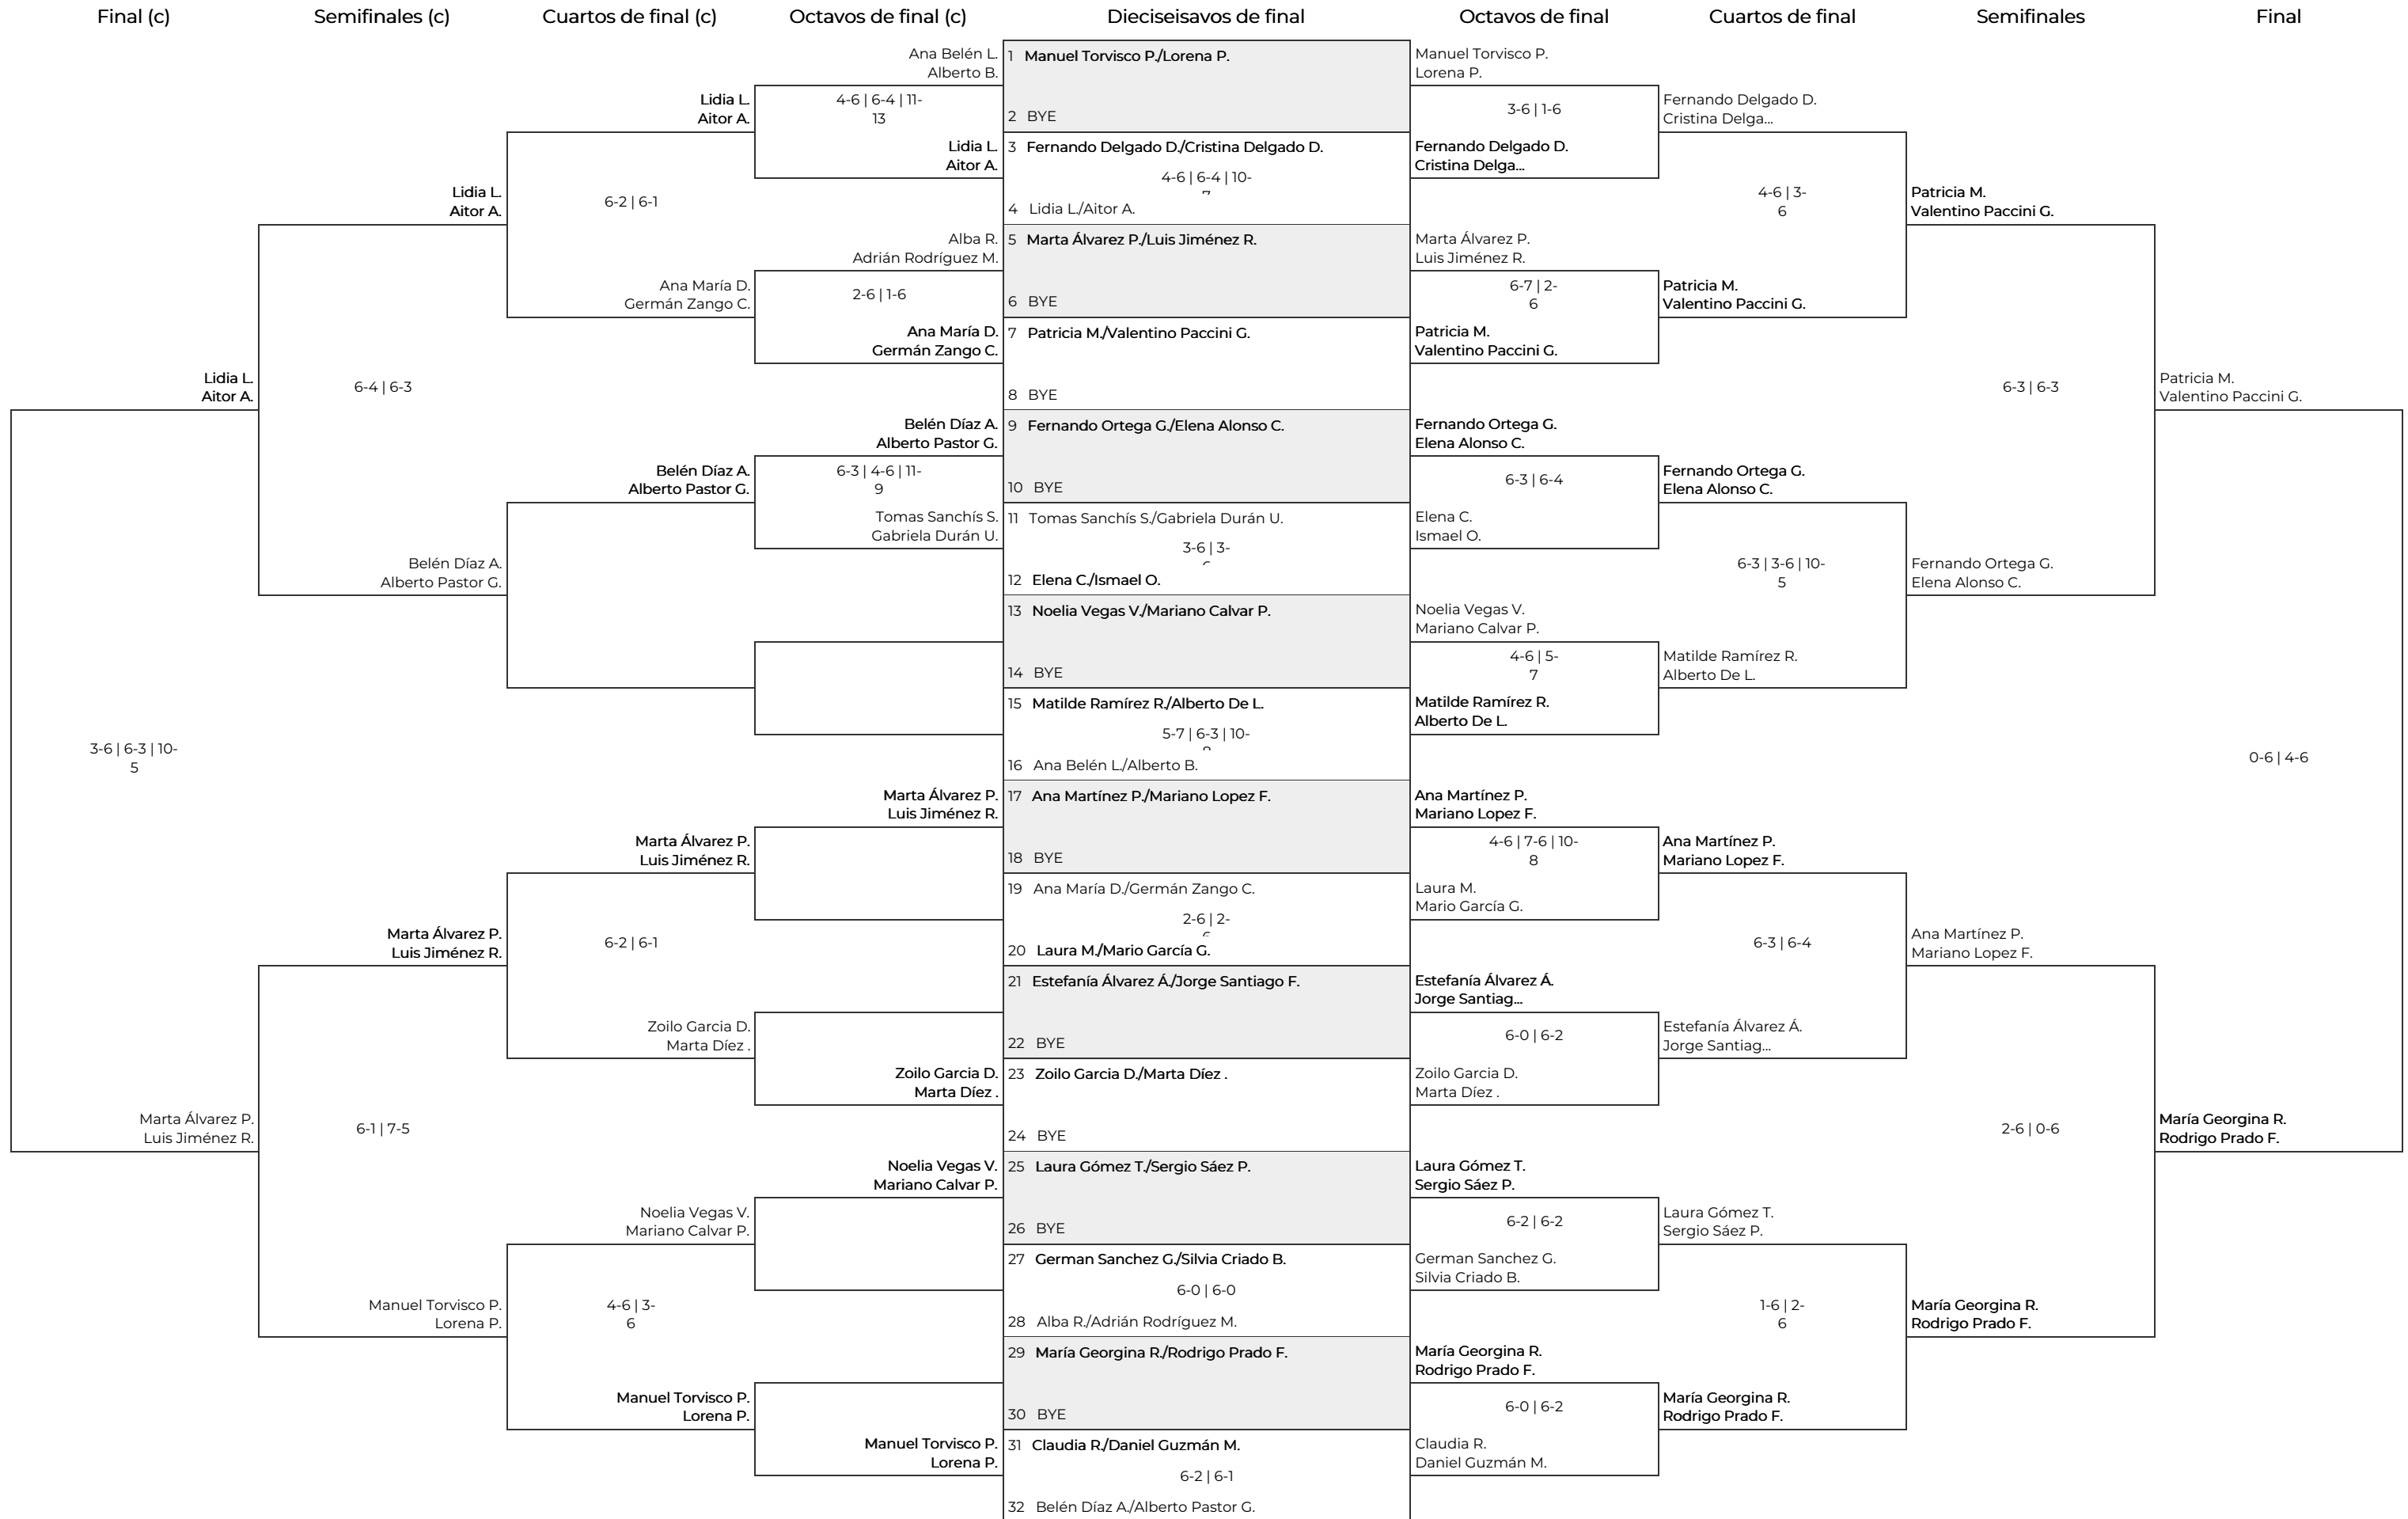 Final (c)
Semifinales (c)
Cuartos de final (c)
Octavos de final (c)
Dieciseisavos de final
Octavos de final
Cuartos de final
Semifinales
Final
Lidia L.
Aitor A.
3-6 | 6-3 | 10-
5
Marta Álvarez P.
Luis Jiménez R.
Lidia L.
Aitor A.
6-4 | 6-3
Belén Díaz A.
Alberto Pastor G.
Marta Álvarez P.
Luis Jiménez R.
6-1 | 7-5
Manuel Torvisco P.
Lorena P.
Lidia L.
Aitor A.
6-2 | 6-1
Ana María D.
Germán Zango C.
Belén Díaz A.
Alberto Pastor G.
Marta Álvarez P.
Luis Jiménez R.
6-2 | 6-1
Zoilo Garcia D.
Marta Díez .
Noelia Vegas V.
Mariano Calvar P.
4-6 | 3-
6
Manuel Torvisco P.
Lorena P.
Ana Belén L.
Alberto B.
4-6 | 6-4 | 11-
13
Lidia L.
Aitor A.
Alba R.
Adrián Rodríguez M.
2-6 | 1-6
Ana María D.
Germán Zango C.
Belén Díaz A.
Alberto Pastor G.
6-3 | 4-6 | 11-
9
Tomas Sanchís S.
Gabriela Durán U.
Marta Álvarez P.
Luis Jiménez R.
Zoilo Garcia D.
Marta Díez .
Noelia Vegas V.
Mariano Calvar P.
Manuel Torvisco P.
Lorena P.
1 Manuel Torvisco P./Lorena P.
2 BYE
3 Fernando Delgado D./Cristina Delgado D.
4-6 | 6-4 | 10-
4 Lidia L./Aitor A.
5 Marta Álvarez P./Luis Jiménez R.
6 BYE
7 Patricia M./Valentino Paccini G.
8 BYE
9 Fernando Ortega G./Elena Alonso C.
10 BYE
11 Tomas Sanchís S./Gabriela Durán U.
3-6 | 3-
12 Elena C./Ismael O.
13 Noelia Vegas V./Mariano Calvar P.
14 BYE
15 Matilde Ramírez R./Alberto De L.
5-7 | 6-3 | 10-
16 Ana Belén L./Alberto B.
17 Ana Martínez P./Mariano Lopez F.
18 BYE
19 Ana María D./Germán Zango C.
2-6 | 2-
20 Laura M./Mario García G.
21 Estefanía Álvarez Á./Jorge Santiago F.
22 BYE
23 Zoilo Garcia D./Marta Díez .
24 BYE
25 Laura Gómez T./Sergio Sáez P.
26 BYE
27 German Sanchez G./Silvia Criado B.
6-0 | 6-0
28 Alba R./Adrián Rodríguez M.
29 María Georgina R./Rodrigo Prado F.
30 BYE
31 Claudia R./Daniel Guzmán M.
6-2 | 6-1
32 Belén Díaz A./Alberto Pastor G.
Manuel Torvisco P.
Lorena P.
3-6 | 1-6
Fernando Delgado D.
Cristina Delga...
Marta Álvarez P.
Luis Jiménez R.
6-7 | 2-
6
Patricia M.
Valentino Paccini G.
Fernando Ortega G.
Elena Alonso C.
6-3 | 6-4
Elena C.
Ismael O.
Noelia Vegas V.
Mariano Calvar P.
4-6 | 5-
7
Matilde Ramírez R.
Alberto De L.
Ana Martínez P.
Mariano Lopez F.
4-6 | 7-6 | 10-
8
Laura M.
Mario García G.
Estefanía Álvarez Á.
Jorge Santiag...
6-0 | 6-2
Zoilo Garcia D.
Marta Díez .
Laura Gómez T.
Sergio Sáez P.
6-2 | 6-2
German Sanchez G.
Silvia Criado B.
María Georgina R.
Rodrigo Prado F.
6-0 | 6-2
Claudia R.
Daniel Guzmán M.
Fernando Delgado D.
Cristina Delga...
4-6 | 3-
6
Patricia M.
Valentino Paccini G.
Fernando Ortega G.
Elena Alonso C.
6-3 | 3-6 | 10-
5
Matilde Ramírez R.
Alberto De L.
Ana Martínez P.
Mariano Lopez F.
6-3 | 6-4
Estefanía Álvarez Á.
Jorge Santiag...
Laura Gómez T.
Sergio Sáez P.
1-6 | 2-
6
María Georgina R.
Rodrigo Prado F.
Patricia M.
Valentino Paccini G.
6-3 | 6-3
Fernando Ortega G.
Elena Alonso C.
Ana Martínez P.
Mariano Lopez F.
2-6 | 0-6
María Georgina R.
Rodrigo Prado F.
Patricia M.
Valentino Paccini G.
0-6 | 4-6
María Georgina R.
Rodrigo Prado F.